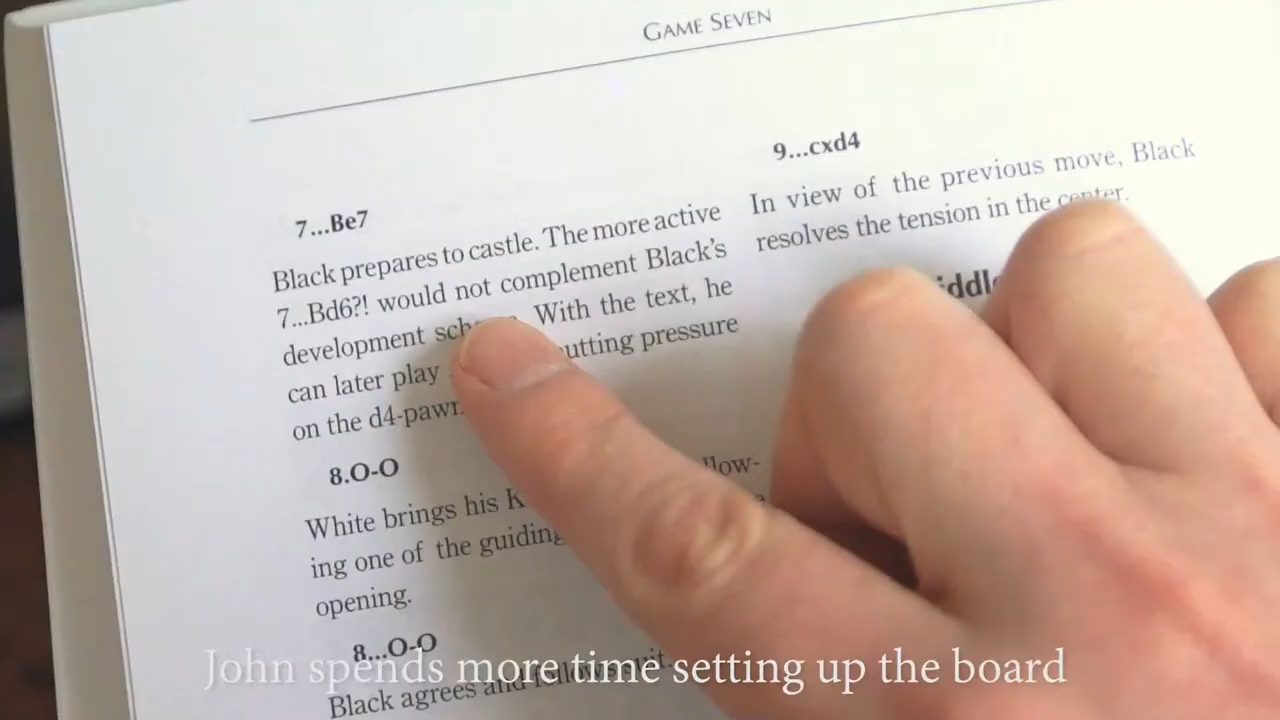 GAME SEVEN
7...Be7
Black prepares to castle. The more active
7...Bd6?! would not complement Black's
development With the text, he
can later play pressure
on the d4-pawn.
8.O-O
White brings his
ing one of the guiding
opening.
8...O-O
Black agrees and follows suit.
9...cxd4
In view of the previous move, Black
resolves the tension in the center.
John spends more time setting up the board